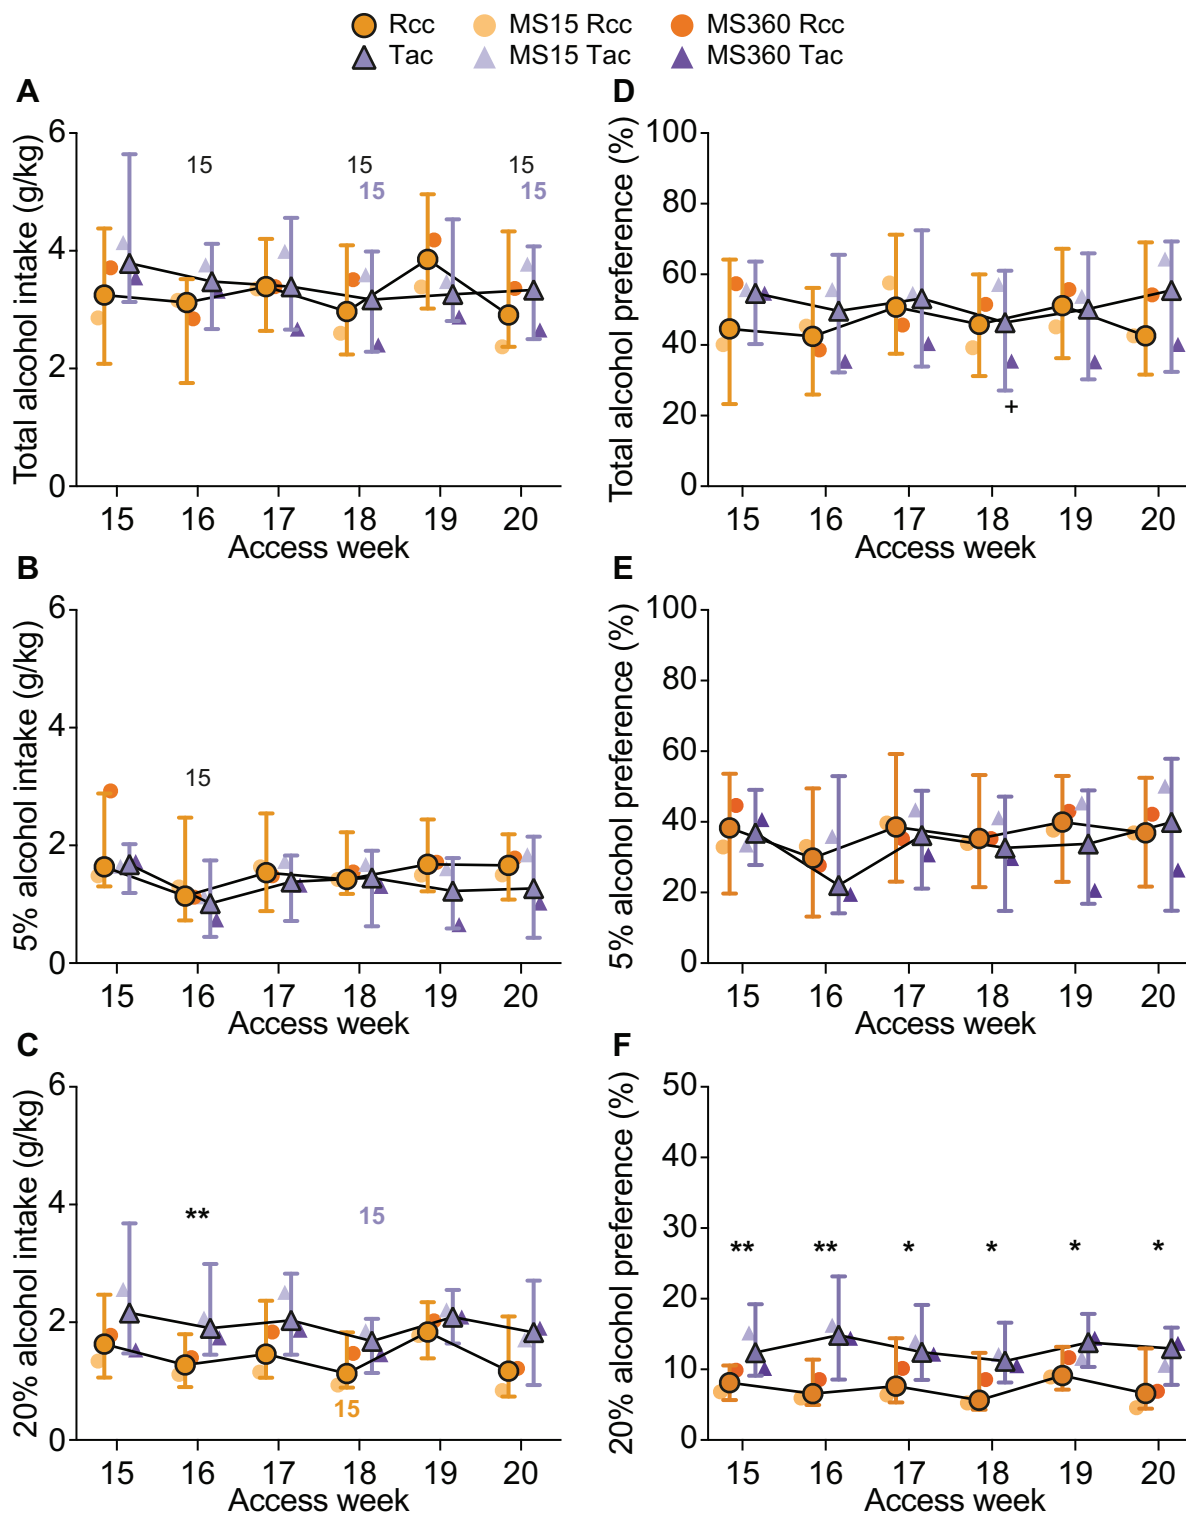 Rcc MS15 Rcc MS360 Rcc
Tac MS15 Tac MS360 Tac
A
Total alcohol intake (g/kg)
6
4
2
0
15 15 15
15 15
15 16 17 18 19 20
Access week
B
5% alcohol intake (g/kg)
6
4
2
0
15
15 16 17 18 19 20
Access week
C
20% alcohol intake (g/kg)
6
4
2
0
** 15
15
15 16 17 18 19 20
Access week
D
Total alcohol preference (%)
100
80
60
40
20
0
+
15 16 17 18 19 20
Access week
E
5% alcohol preference (%)
100
80
60
40
20
0
15 16 17 18 19 20
Access week
F
20% alcohol preference (%)
50
40
30
20
10
0
** ** * * * *
15 16 17 18 19 20
Access week